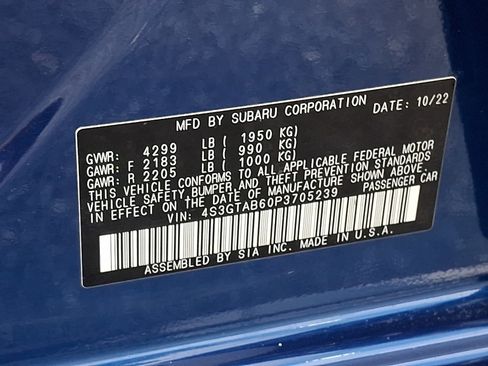 MFD BY SUBARU CORPORATION DATE: 10/22
GVWR: 4299 LB ( 1950 KG)
GAWR: F 2183 LB ( 990 KG)
GAWR: R 2205 LB ( 1000 KG)
THIS VEHICLE CONFORMS TO ALL APPLICABLE FEDERAL MOTOR
VEHICLE SAFETY BUMPER AND THEFT PREVENTION STANDARDS
IN EFFECT ON THE DATE OF MANUFACTURE SHOWN ABOVE.
VIN: 4S3GTAB60P3705239 PASSENGER CAR
ASSEMBLED BY SIA INC. MADE IN U.S.A.